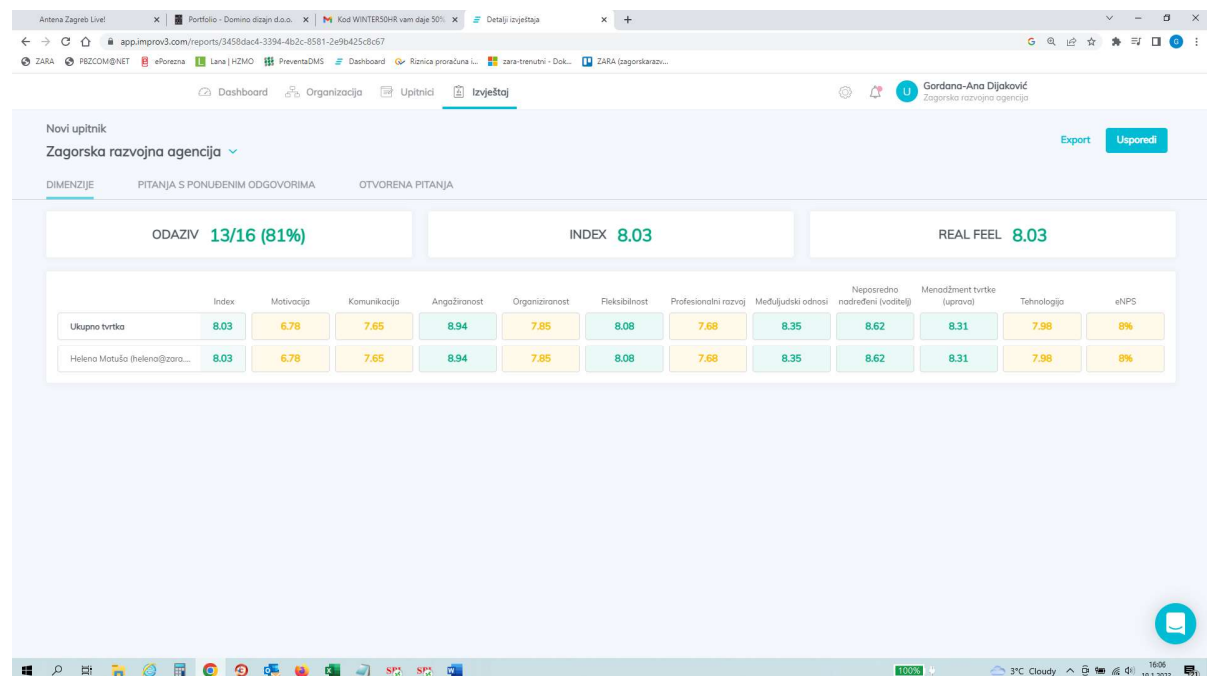 Antena Zagreb Live!
Portfolio - Domino dizajn d.o.o.
Kod WINTER50HR vam daje 50%
Detalji izvještaja
app.improv3.com/reports/3458dac4-3394-4b2c-8581-2e9b425c8c67
ZARA PBZCOM@NET ePorezna Lana | HZMO PreventaDMS Dashboard Riznica proračuna i... zara-trenutni - Dok... ZARA (zagorskarazv...
Dashboard Organizacija Upitnici Izvještaj
U Gordana-Ana Dijaković
Zagorska razvojna agencija
Novi upitnik
Zagorska razvojna agencija
Export Usporedi
DIMENZIJE PITANJA S PONUĐENIM ODGOVORIMA OTVORENA PITANJA
ODAZIV 13/16 (81%) INDEX 8.03 REAL FEEL 8.03
Index Motivacija Komunikacija Angažiranost Organiziranost Fleksibilnost Profesionalni razvoj Međuljudski odnosi Neposredno nadređeni (voditelj) Menadžment tvrtke (uprava) Tehnologija eNPS
Ukupno tvrtka 8.03 6.78 7.65 8.94 7.85 8.08 7.68 8.35 8.62 8.31 7.98 8%
Helena Matuša (helena@zara.... 8.03 6.78 7.65 8.94 7.85 8.08 7.68 8.35 8.62 8.31 7.98 8%
100% 3°C Cloudy 16:06